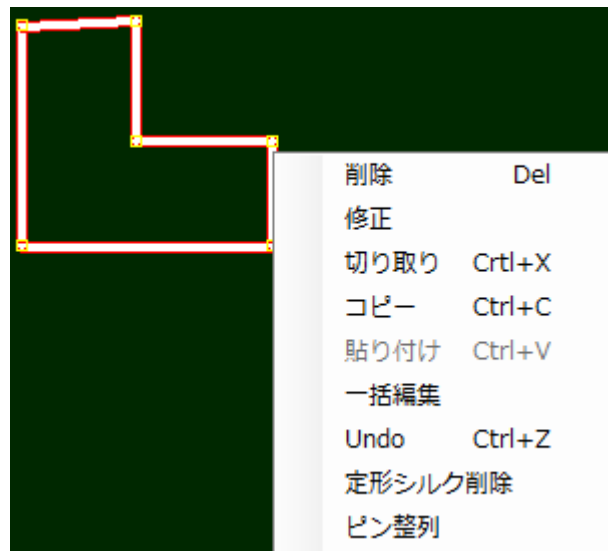 削除 Del
修正
切り取り Crtl+X
コピー Ctrl+C
貼り付け Ctrl+V
一括編集
Undo Ctrl+Z
定形シルク削除
ピン整列